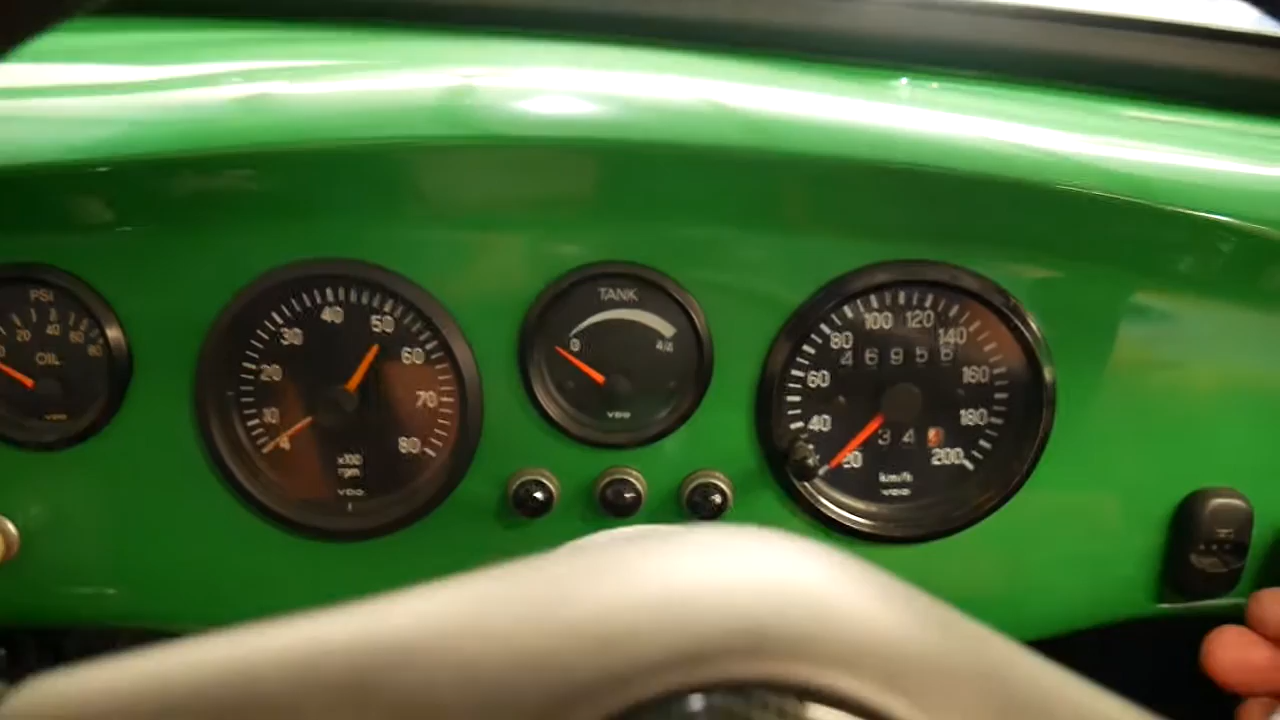 PSI
20 40 60 80
OIL
VDO
10 20 30 40 50 60 70 80
x100
rpm
VDO
TANK
0 4/4
VDO
20 40 60 80 100 120 140 160 180 200
4 6 9 5 6
3 4
km/h
VDO